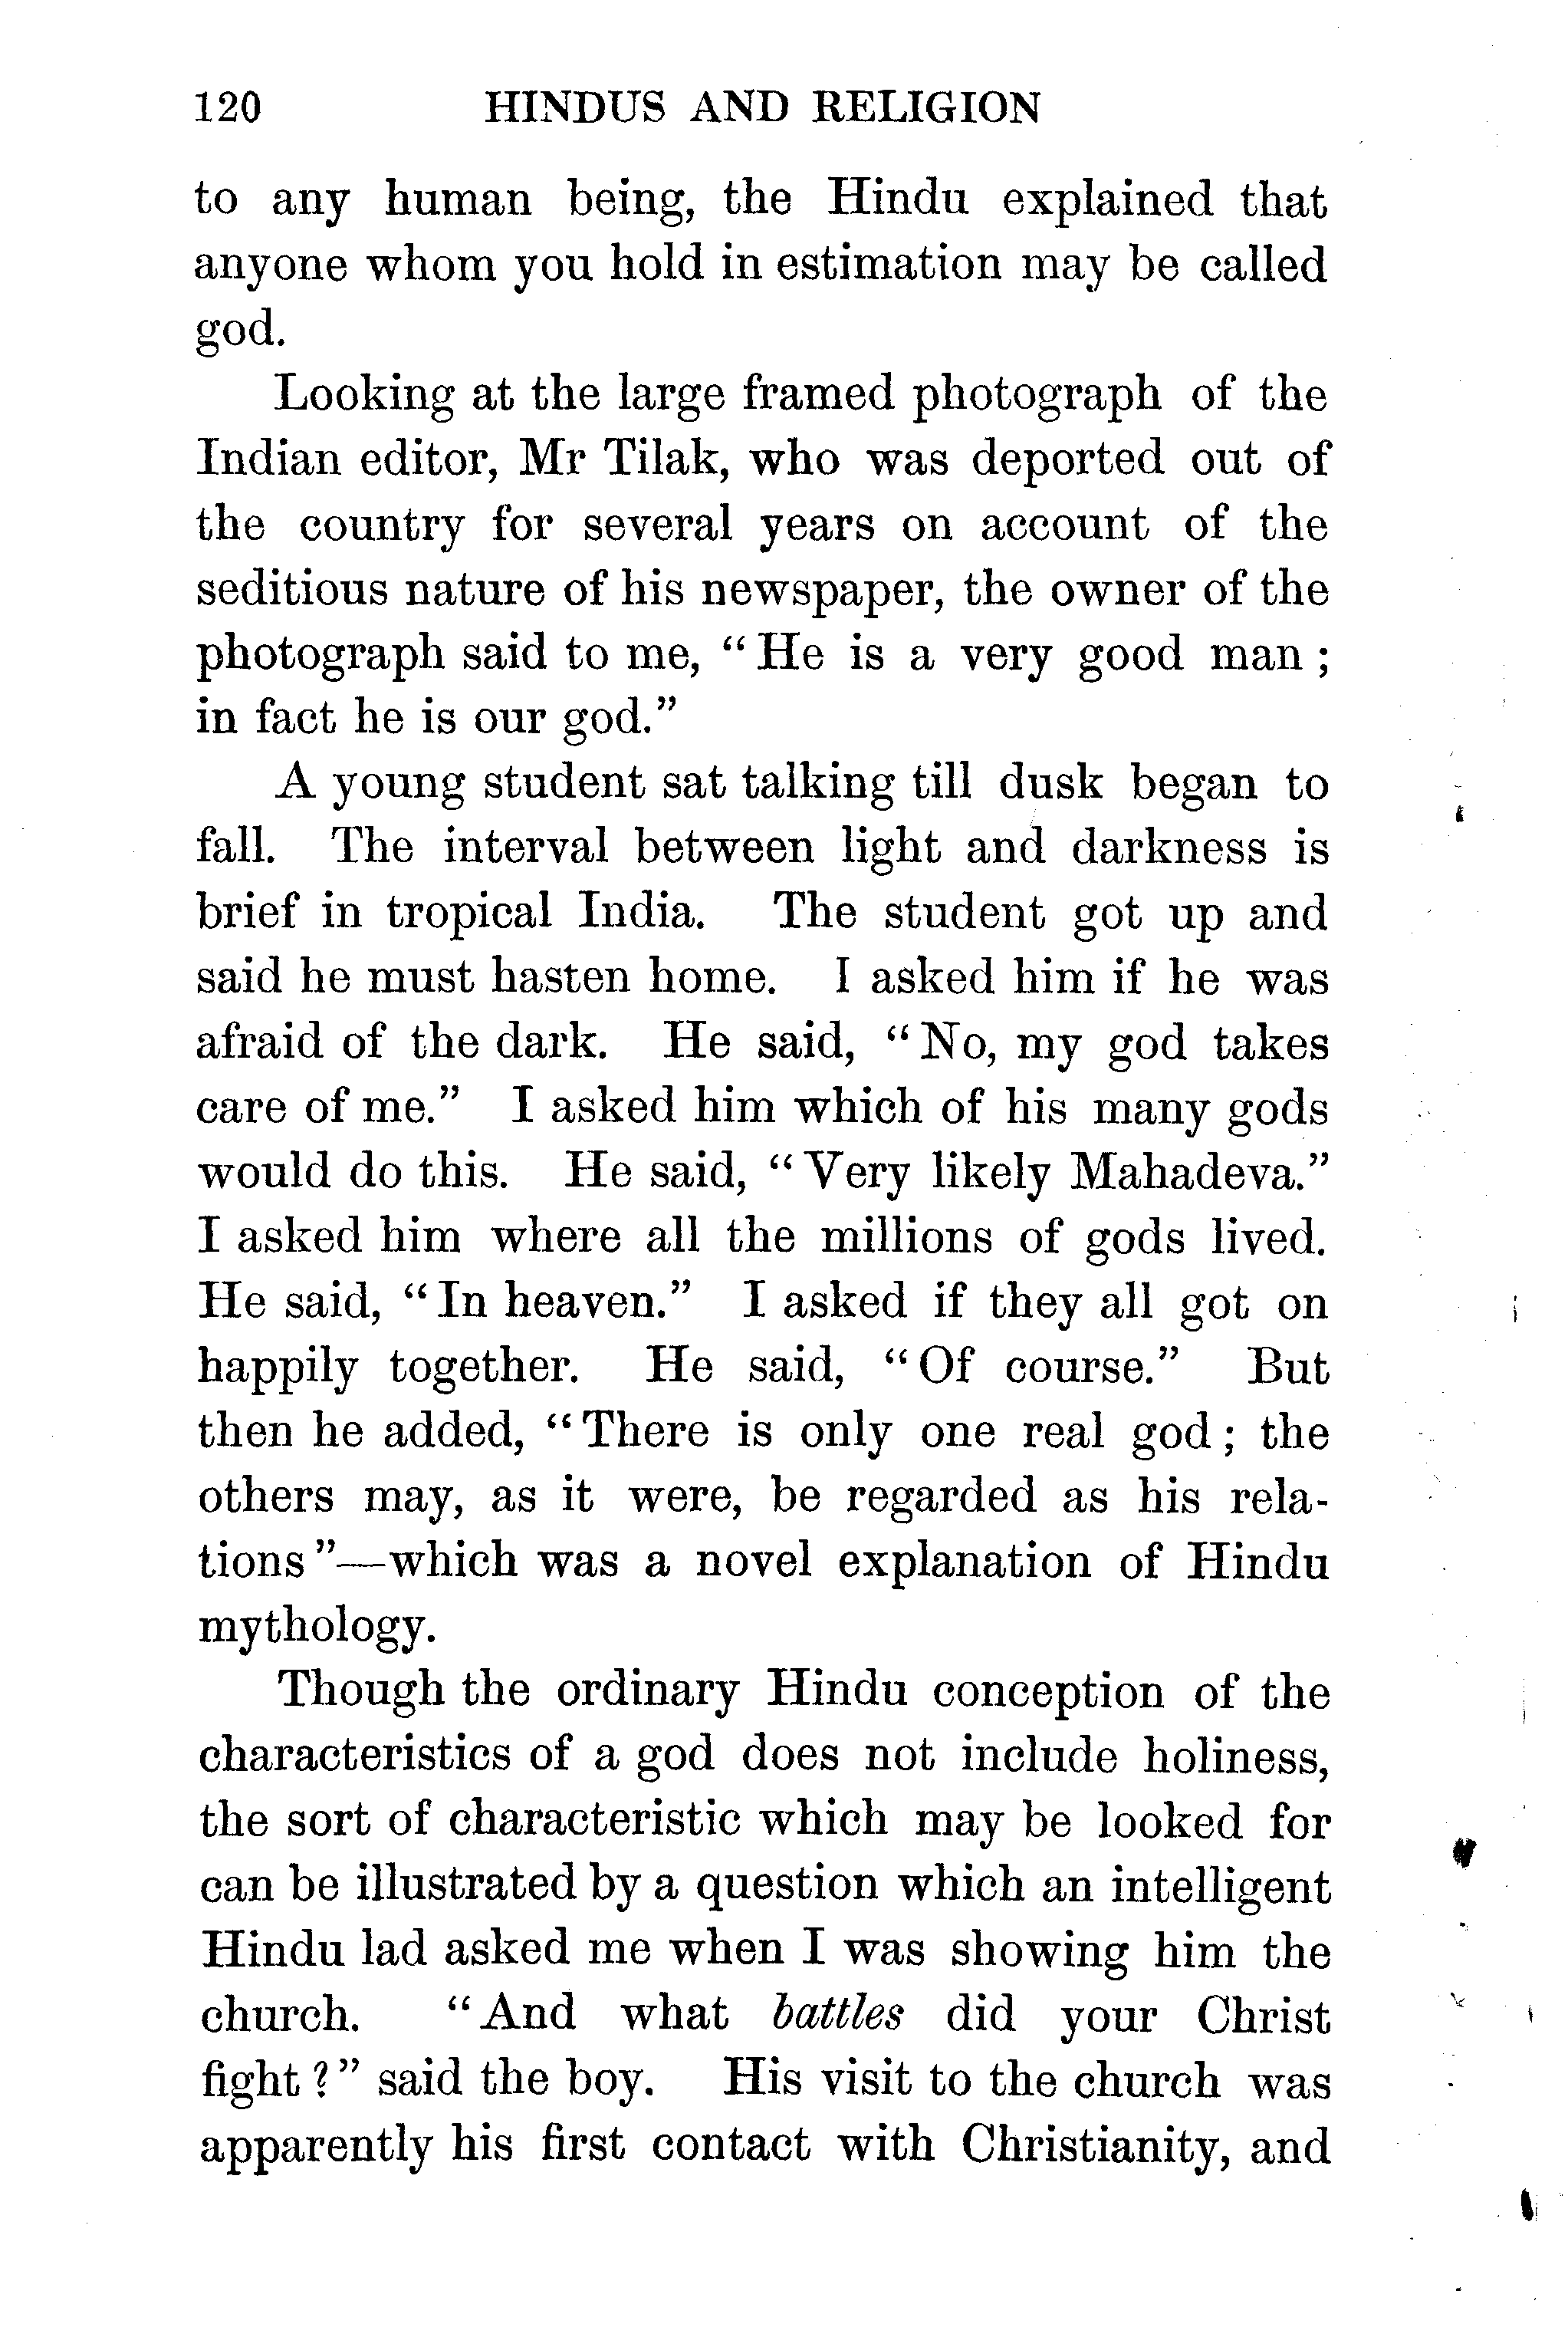 120 HINDUS AND RELIGION
to any human being, the Hindu explained that
anyone whom you hold in estimation may be called
god.
Looking at the large framed photograph of the
Indian editor, Mr Tilak, who was deported out of
the country for several years on account of the
seditious nature of his newspaper, the owner of the
photograph said to me, “He is a very good man;
in fact he is our god.”
A young student sat talking till dusk began to
fall. The interval between light and darkness is
brief in tropical India. The student got up and
said he must hasten home. I asked him if he was
afraid of the dark. He said, “No, my god takes
care of me.” I asked him which of his many gods
would do this. He said, “Very likely Mahadeva.”
I asked him where all the millions of gods lived.
He said, “In heaven.” I asked if they all got on
happily together. He said, “Of course.” But
then he added, “There is only one real god; the
others may, as it were, be regarded as his rela-
tions”—which was a novel explanation of Hindu
mythology.
Though the ordinary Hindu conception of the
characteristics of a god does not include holiness,
the sort of characteristic which may be looked for
can be illustrated by a question which an intelligent
Hindu lad asked me when I was showing him the
church. “And what battles did your Christ
fight?” said the boy. His visit to the church was
apparently his first contact with Christianity, and